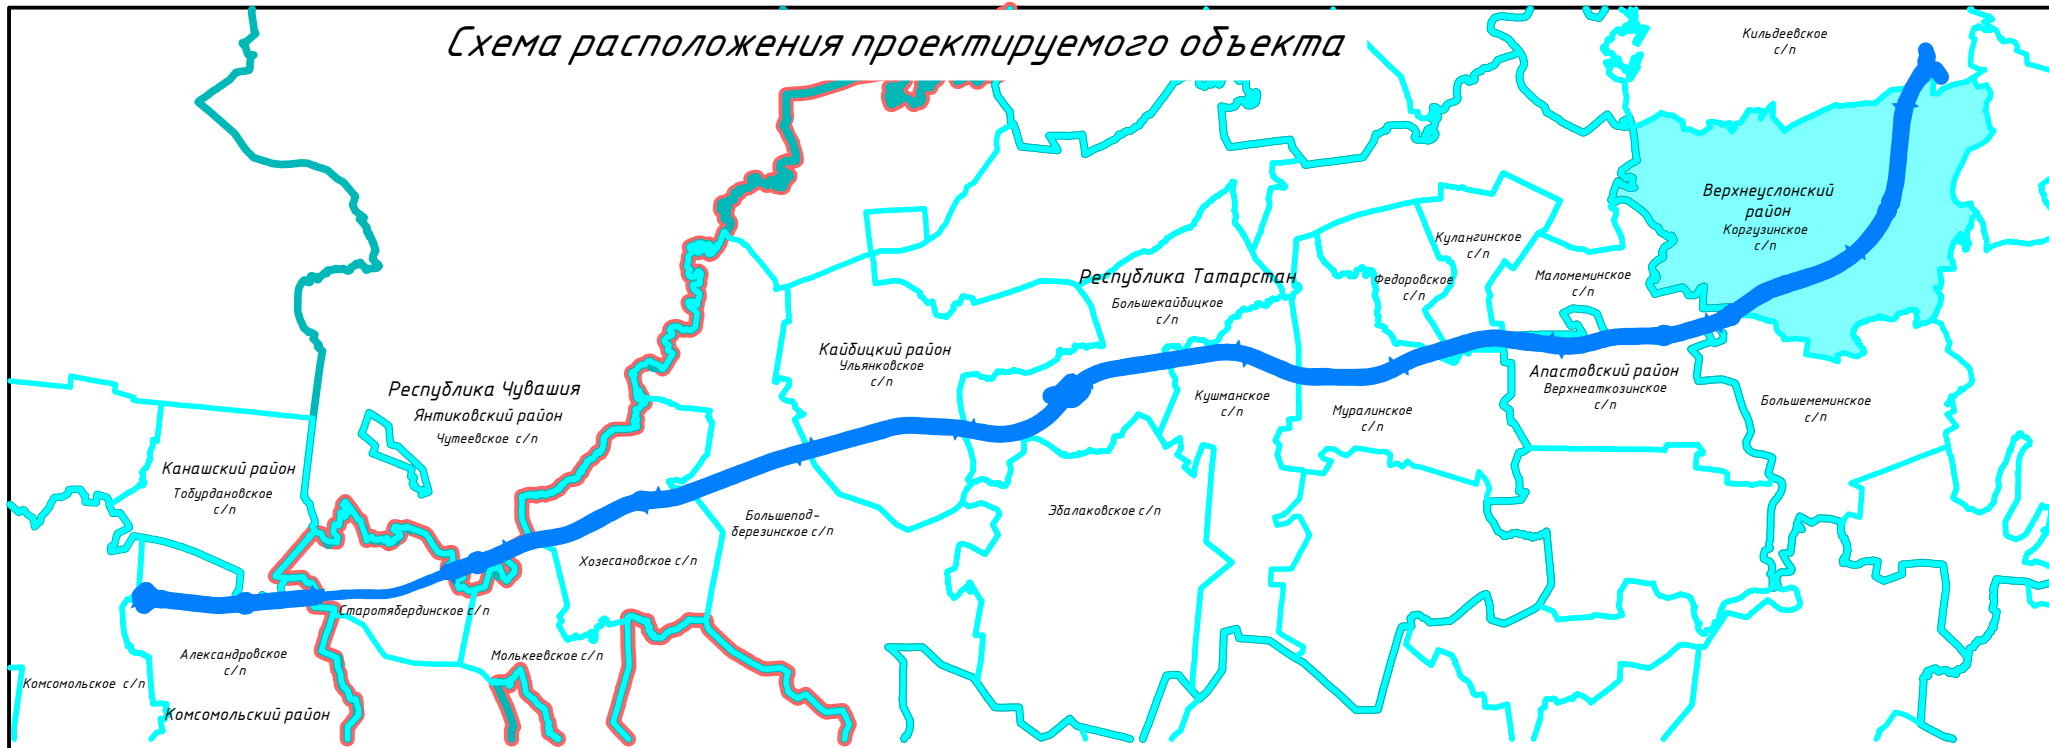 Схема расположения проектируемого объекта
Кильдеевское
с/п
Верхнеуслонский
район
Коргузинское
с/п
Кулангинское
с/п
Республика Татарстан
Федоровское
с/п
Маломеминское
с/п
Большекайбицкое
с/п
Кайбицкий район
Ульянковское
с/п
Апастовский район
Верхнеаткозинское
с/п
Республика Чувашия
Янтиковский район
Чутеевское с/п
Кушманское
с/п
Муралинское
с/п
Большемеминское
с/п
Канашский район
Тобурдановское
с/п
Большепод-
березинское с/п
Эбалаковское с/п
Хозесановское с/п
Старотябердинское с/п
Александровское
с/п
Молькеевское с/п
Комсомольское с/п
Комсомольский район